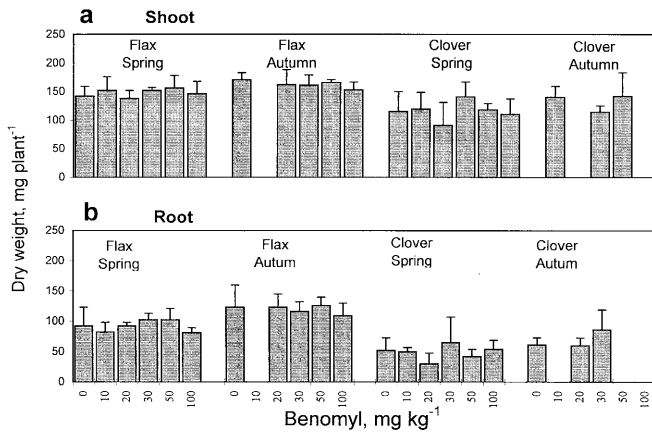 a Shoot
Dry weight, mg plant⁻¹
250
200
150
100
50
0
Flax
Spring
Flax
Autumn
Clover
Spring
Clover
Autumn
b Root
250
200
150
100
50
0
Flax
Spring
Flax
Autum
Clover
Spring
Clover
Autum
0 10 20 30 50 100 0 10 20 30 50 100 0 10 20 30 50 100 0 10 20 30 50 100
Benomyl, mg kg⁻¹